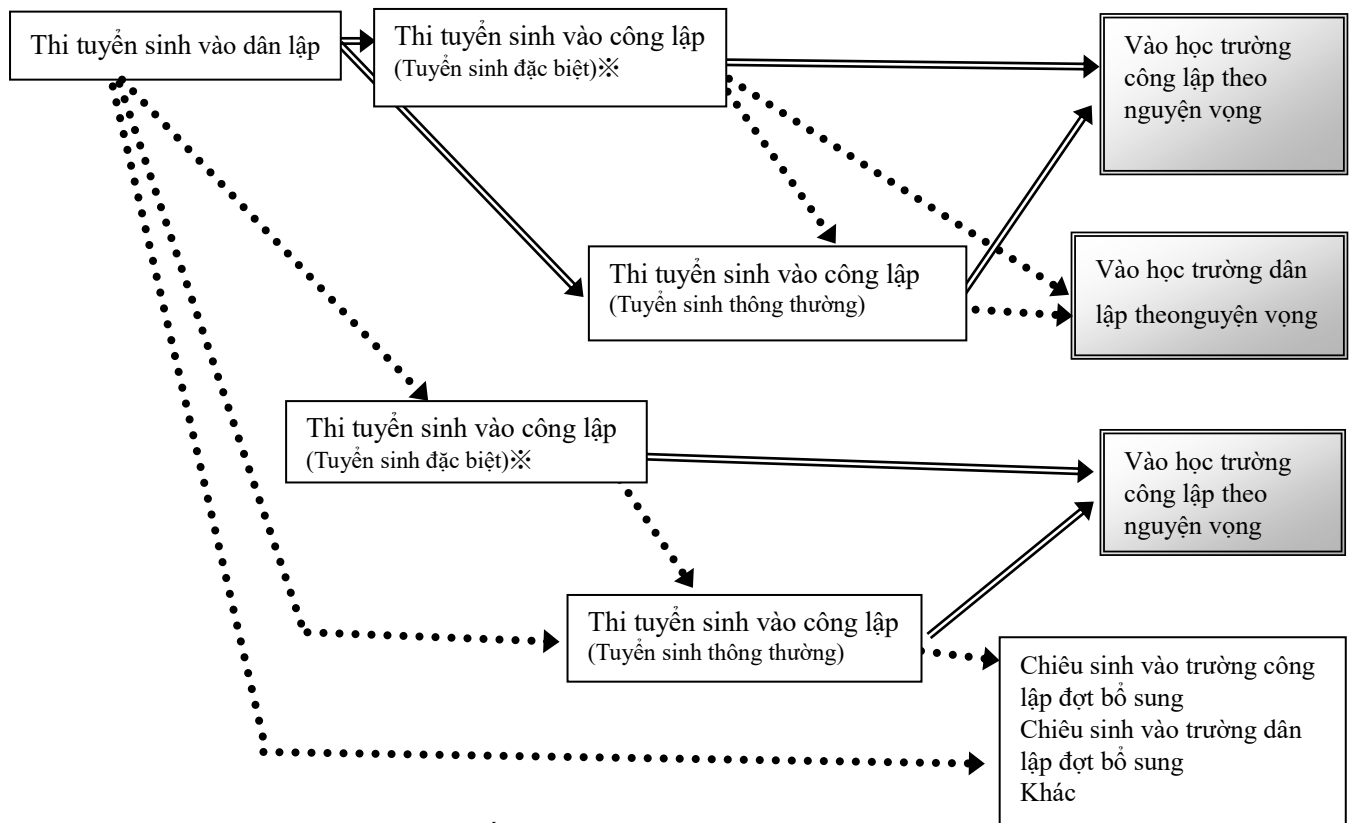 Thi tuyển sinh vào dân lập
Thi tuyển sinh vào công lập
(Tuyển sinh đặc biệt)※
Vào học trường
công lập theo
nguyện vọng
Thi tuyển sinh vào công lập
(Tuyển sinh thông thường)
Vào học trường dân
lập theonguyện vọng
Thi tuyển sinh vào công lập
(Tuyển sinh đặc biệt)※
Vào học trường
công lập theo
nguyện vọng
Thi tuyển sinh vào công lập
(Tuyển sinh thông thường)
Chiêu sinh vào trường công
lập đợt bổ sung
Chiêu sinh vào trường dân
lập đợt bổ sung
Khác